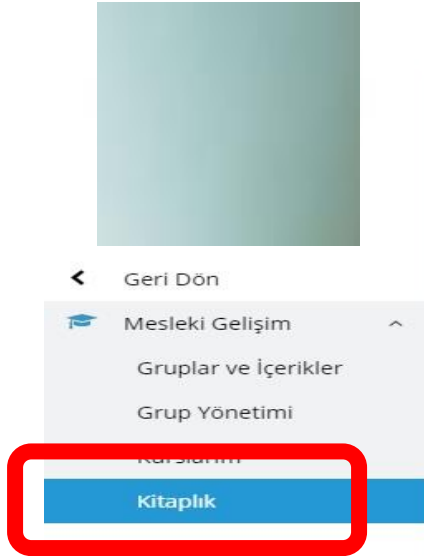 Geri Dön
Mesleki Gelişim
Gruplar ve İçerikler
Grup Yönetimi
Kitaplık